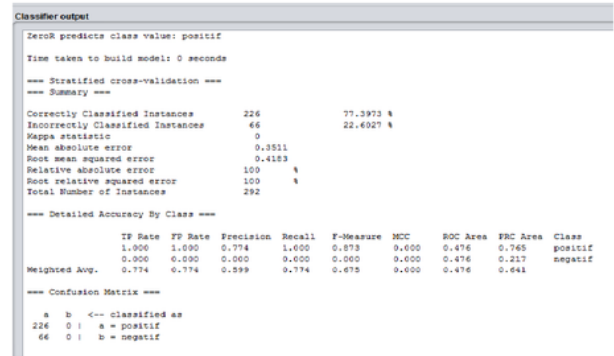 Classifier output
ZeroR predicts class value: positif
Time taken to build model: 0 seconds
=== Stratified cross-validation ===
=== Summary ===
Correctly Classified Instances 226 77.3973 %
Incorrectly Classified Instances 66 22.6027 %
Kappa statistic 0
Mean absolute error 0.3511
Root mean squared error 0.4183
Relative absolute error 100 %
Root relative squared error 100 %
Total Number of Instances 292
=== Detailed Accuracy By Class ===
TP Rate FP Rate Precision Recall F-Measure MCC ROC Area PRC Area Class
1.000 1.000 0.774 1.000 0.873 0.000 0.476 0.765 positif
0.000 0.000 0.000 0.000 0.000 0.000 0.476 0.217 negatif
Weighted Avg. 0.774 0.774 0.599 0.774 0.675 0.000 0.476 0.641
=== Confusion Matrix ===
a b <-- classified as
226 0 | a = positif
66 0 | b = negatif